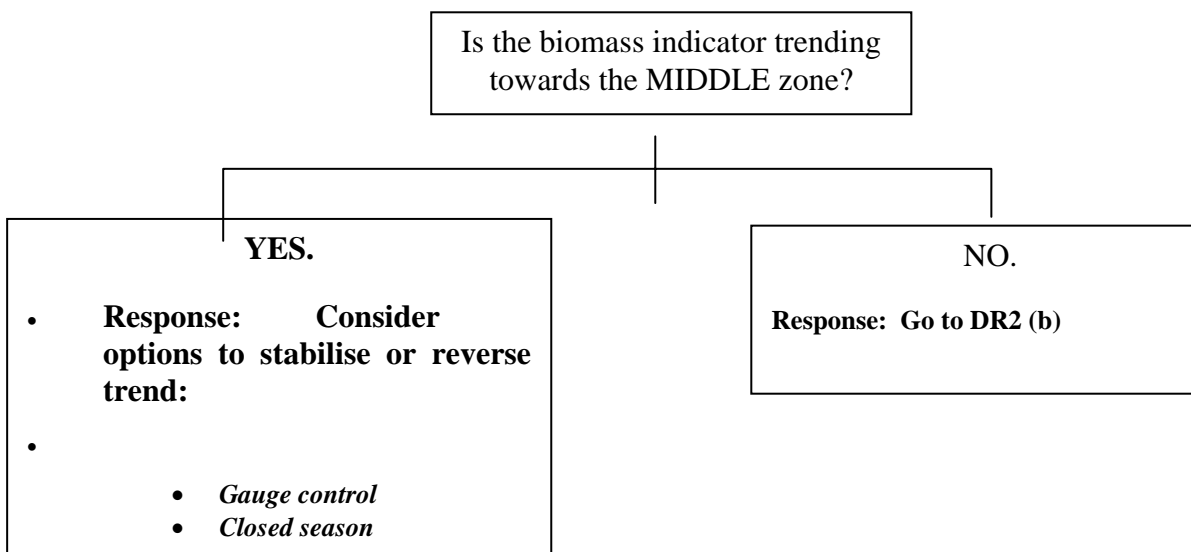 Is the biomass indicator trending
towards the MIDDLE zone?
YES.
• Response: Consider
options to stabilise or reverse
trend:
•
• Gauge control
• Closed season
NO.
Response: Go to DR2 (b)